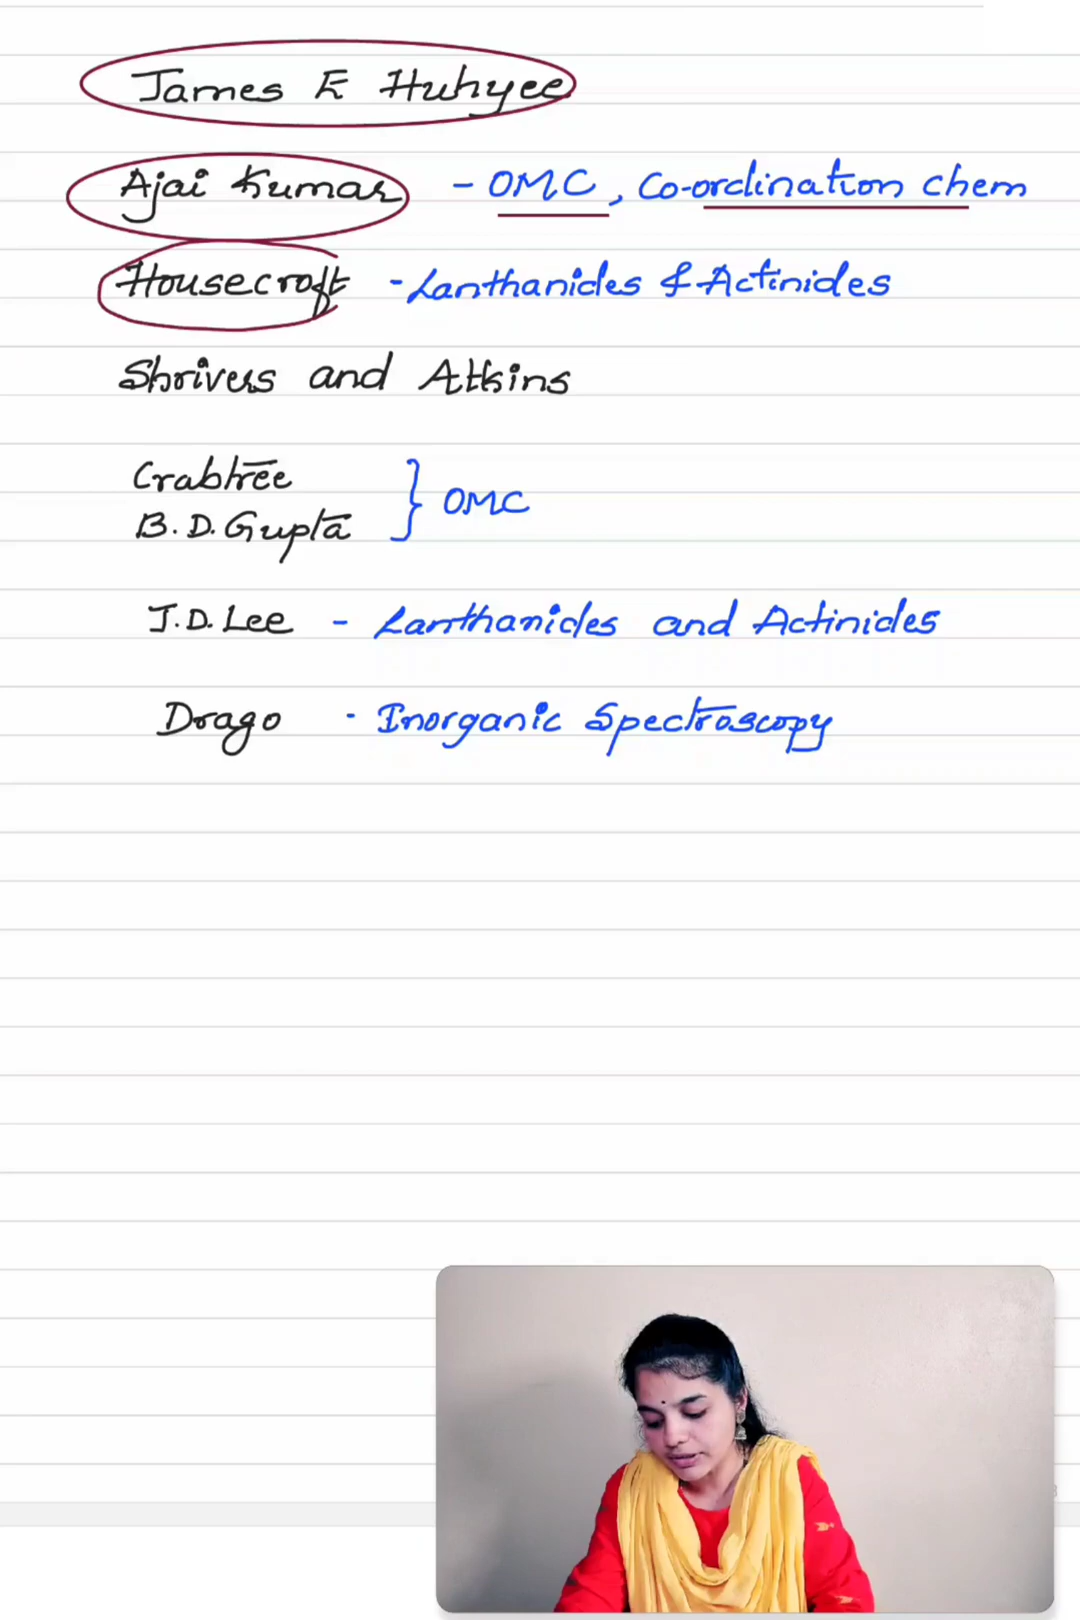 James E Huhyee
Ajai Kumar - OMC, Co-ordination chem
Housecroft - Lanthanides & Actinides
Shrivers and Atkins
Crabtree
B.D. Gupta } OMC
J.D. Lee - Lanthanides and Actinides
Drago - Inorganic Spectroscopy